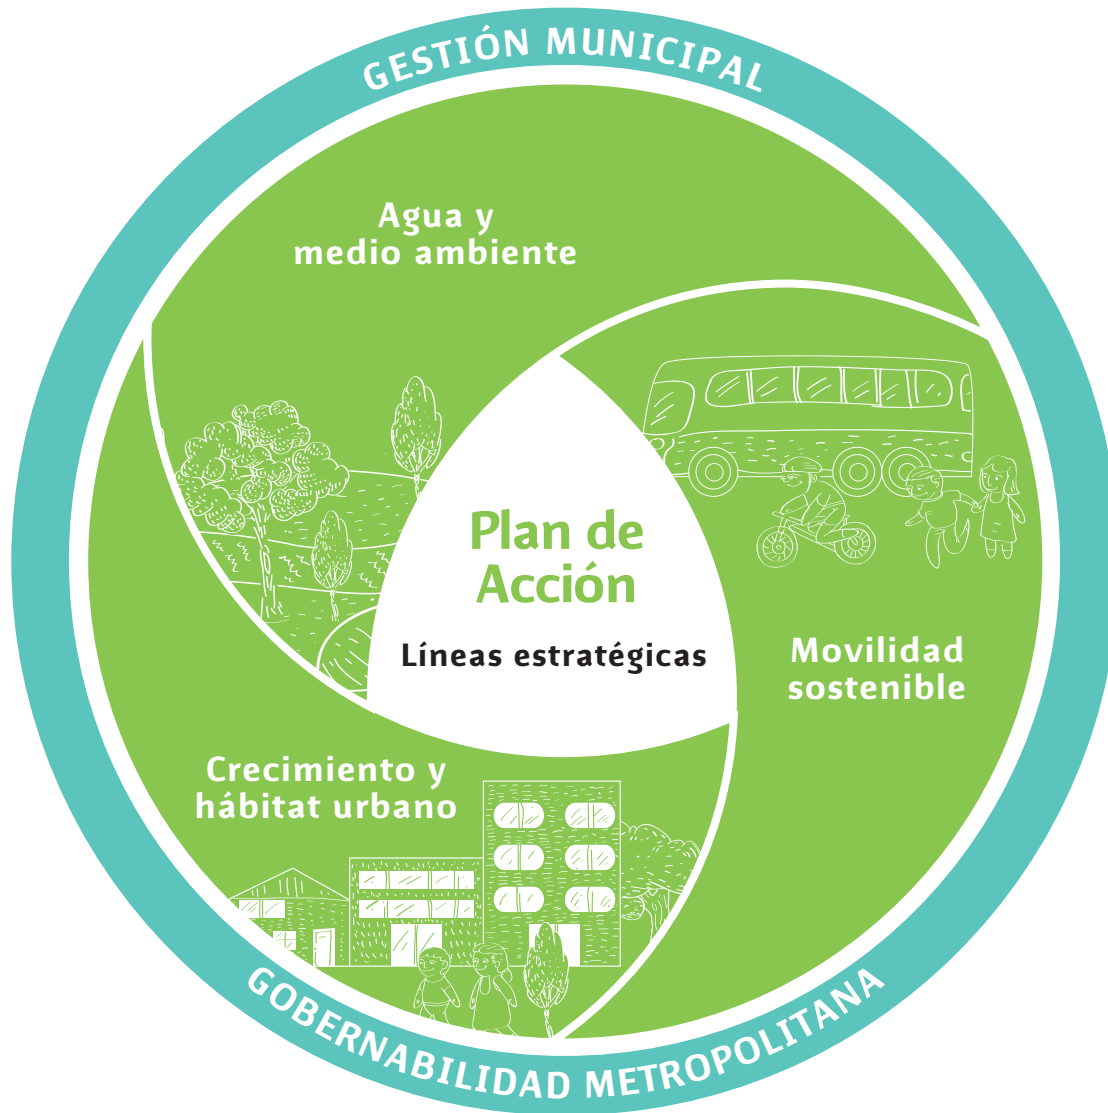 GESTIÓN MUNICIPAL
Agua y
medio ambiente
Plan de
Acción
Líneas estratégicas
Movilidad
sostenible
Crecimiento y
hábitat urbano
GOBERNABILIDAD METROPOLITANA